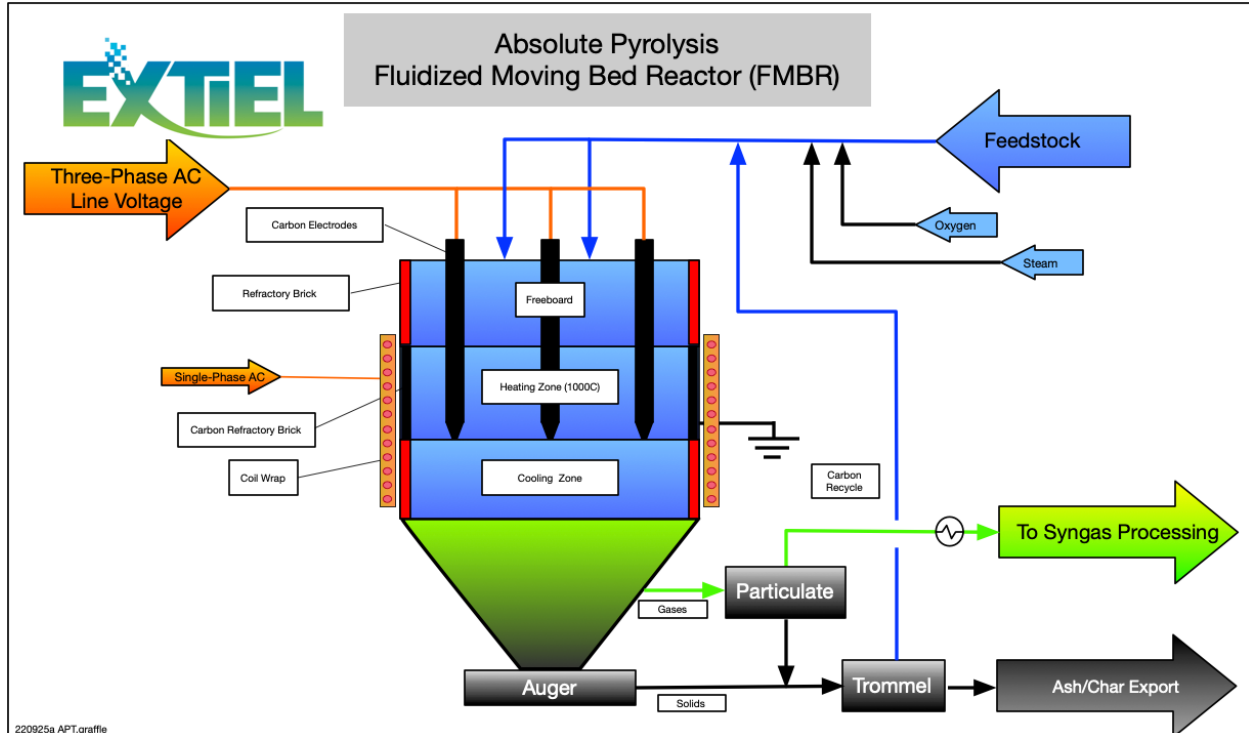 EXTiEL
Absolute Pyrolysis
Fluidized Moving Bed Reactor (FMBR)
Three-Phase AC
Line Voltage
Feedstock
Oxygen
Steam
Carbon Electrodes
Refractory Brick
Freeboard
Single-Phase AC
Heating Zone (1000C)
Carbon Refractory Brick
Coil Wrap
Cooling Zone
Carbon
Recycle
To Syngas Processing
Particulate
Gases
Auger
Solids
Trommel
Ash/Char Export
220925a APT.graffle